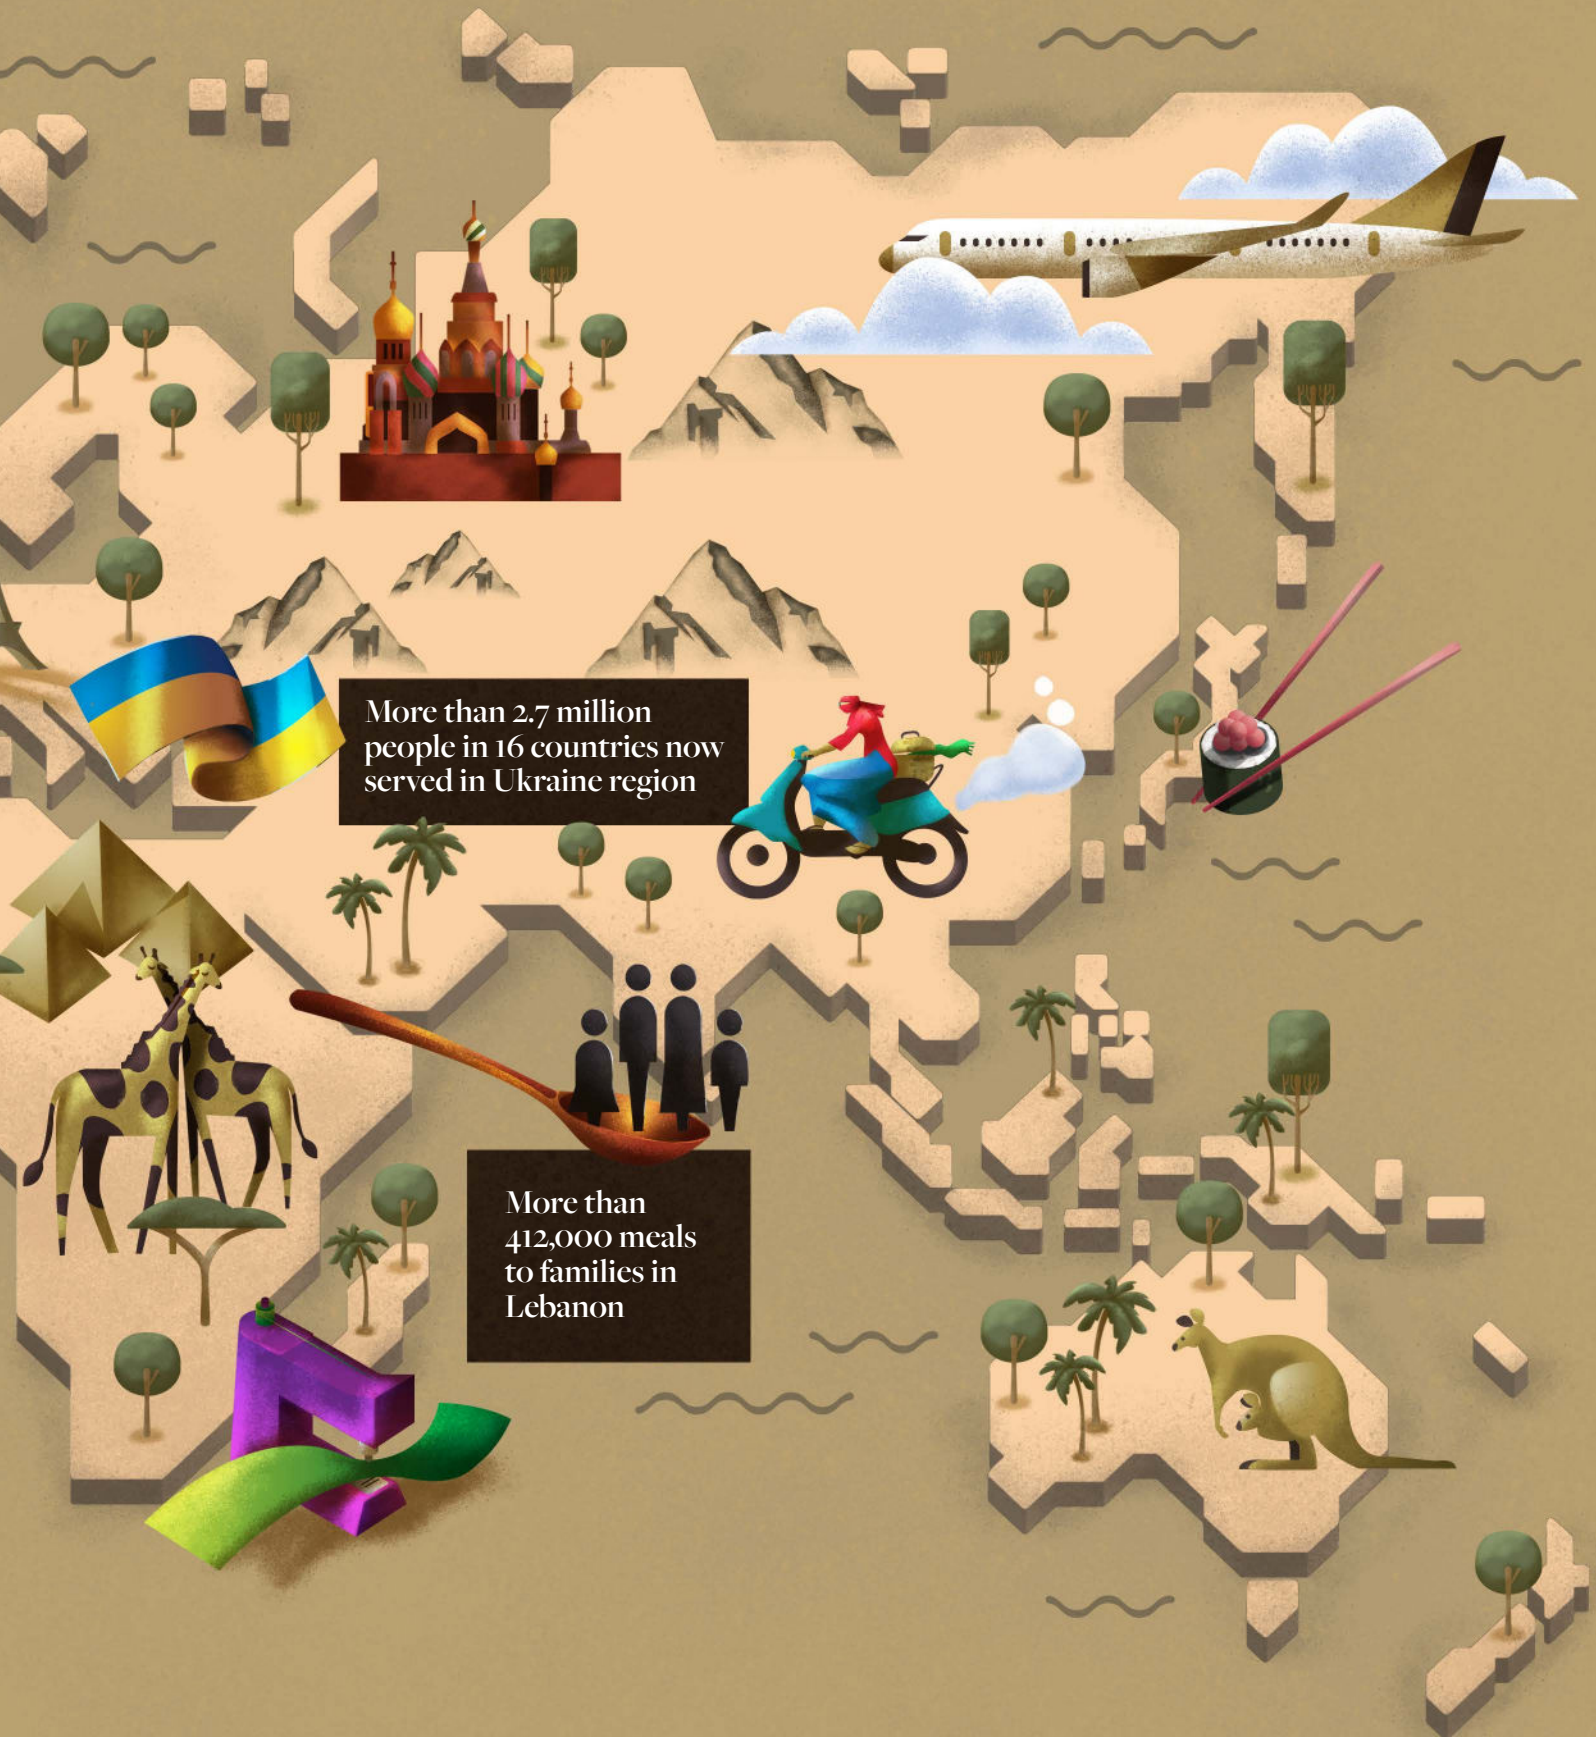 More than 2.7 million
people in 16 countries now
served in Ukraine region
More than
412,000 meals
to families in
Lebanon